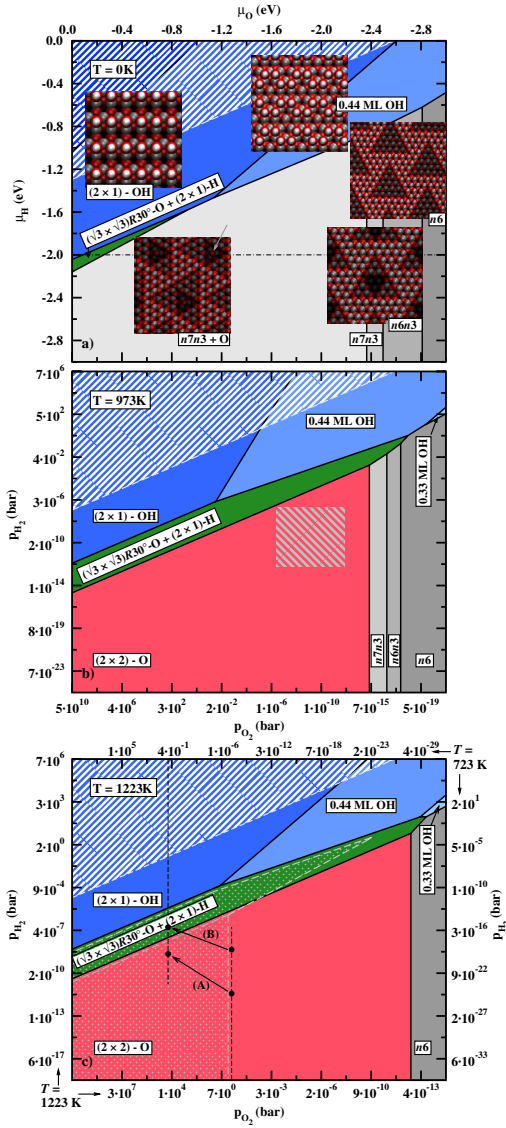 μ_O (eV)
0.0 -0.4 -0.8 -1.2 -1.6 -2.0 -2.4 -2.8
0.0
-0.4
-0.8
-1.2
-1.6
-2.0
-2.4
-2.8
μ_H (eV)
T = 0K
0.44 ML OH
(2 × 1) - OH
(√3 × √3)R30°-O + (2 × 1)-H
n6
n6n3
n7n3 + O
n7n3
a)
7·10^6
5·10^2
4·10^-2
3·10^-6
2·10^-10
1·10^-14
8·10^-19
7·10^-23
p_H2 (bar)
T = 973K
0.44 ML OH
0.33 ML OH
(2 × 1) - OH
(√3 × √3)R30°-O + (2 × 1)-H
(2 × 2) - O
n7n3
n6n3
n6
b)
5·10^10 4·10^6 3·10^2 2·10^-2 1·10^-6 1·10^-10 7·10^-15 5·10^-19
p_O2 (bar)
1·10^5 4·10^-1 1·10^-6 3·10^-12 7·10^-18 2·10^-23 4·10^-29
T = 723 K
7·10^6
3·10^3
2·10^0
9·10^-4
4·10^-7
2·10^-10
1·10^-13
6·10^-17
p_H2 (bar)
T = 1223K
0.44 ML OH
0.33 ML OH
(2 × 1) - OH
(√3 × √3)R30°-O + (2 × 1)-H
(B)
(A)
(2 × 2) - O
n6
c)
2·10^1
5·10^-5
1·10^-10
3·10^-16
9·10^-22
2·10^-27
6·10^-33
(bar)
T = 1223 K
3·10^7 1·10^4 7·10^0 3·10^-3 2·10^-6 9·10^-10 4·10^-13
p_O2 (bar)